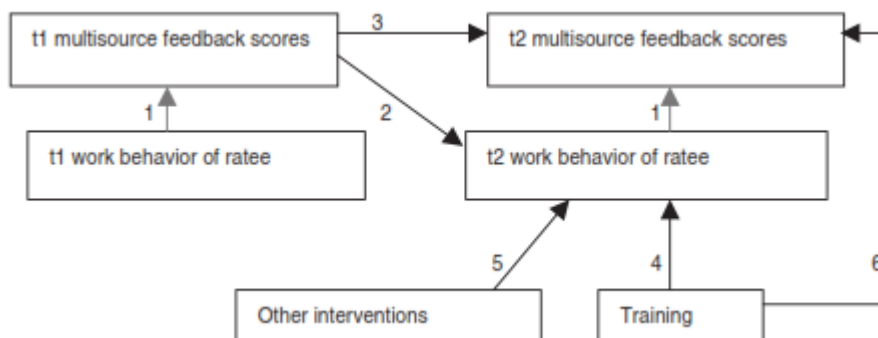 3
t1 multisource feedback scores
t2 multisource feedback scores
1
2
1
t1 work behavior of ratee
t2 work behavior of ratee
5
4
6
Other interventions
Training